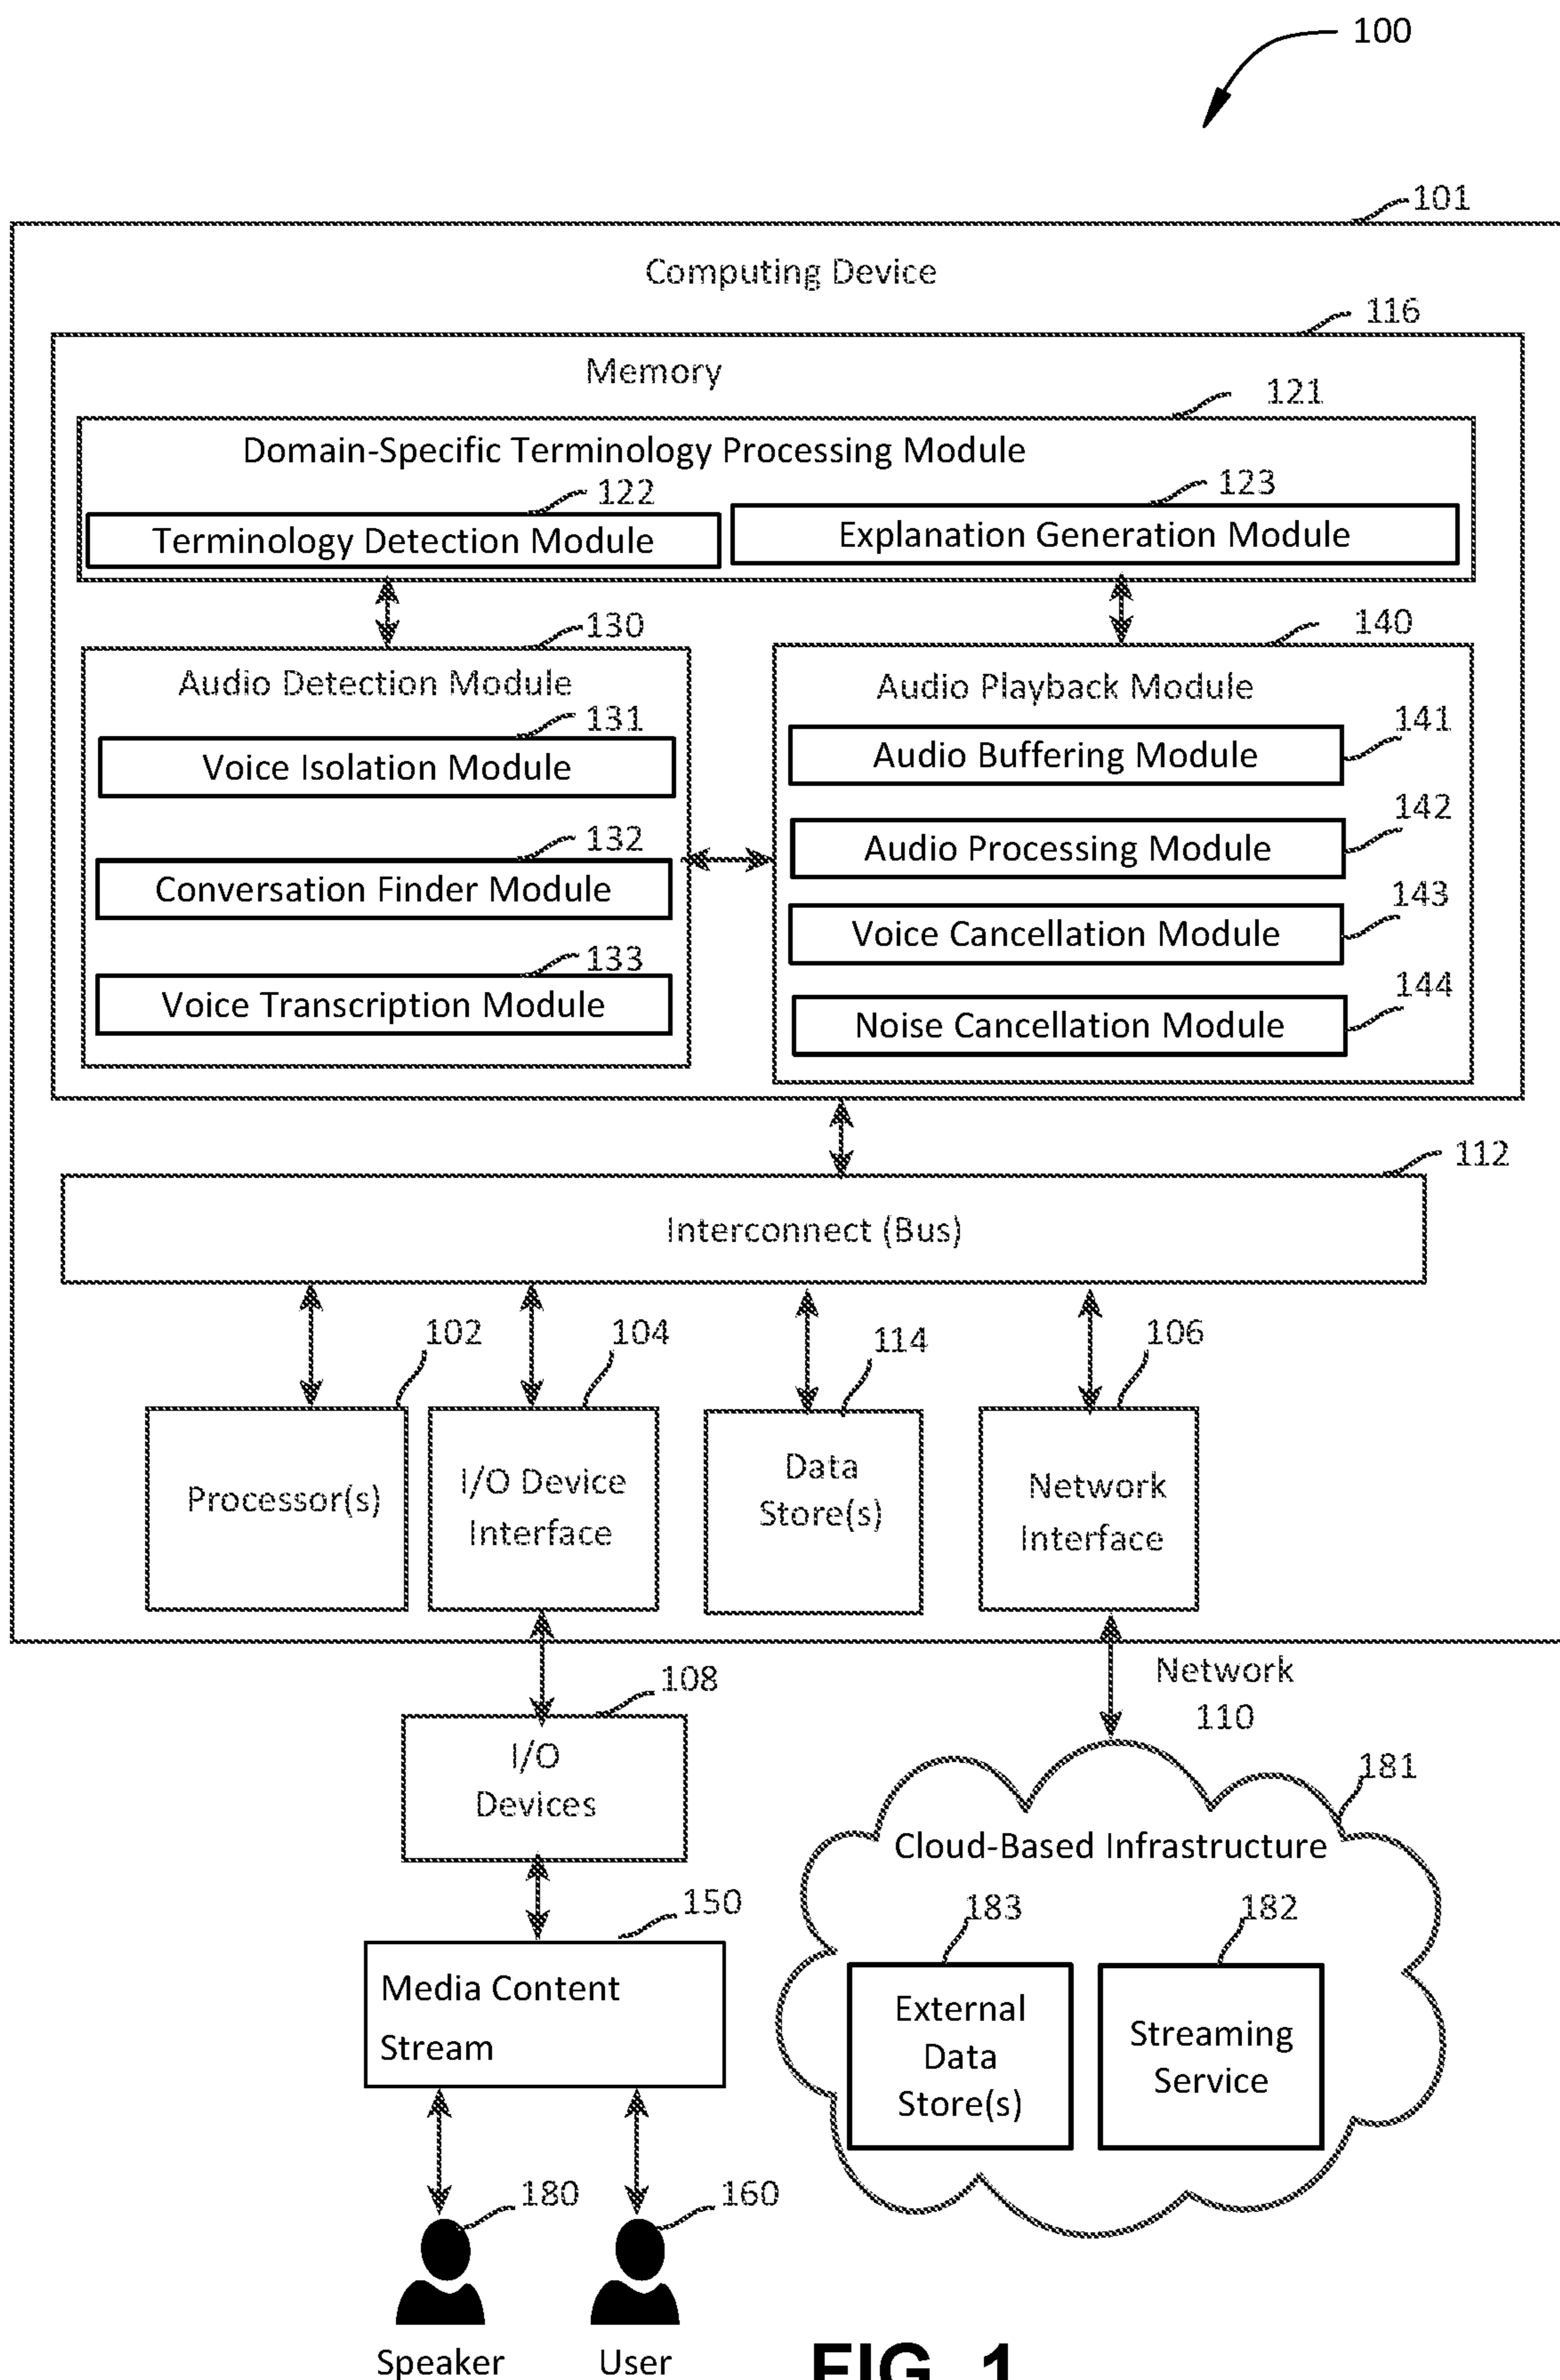 100
101
Computing Device
116
Memory
121
Domain-Specific Terminology Processing Module
122
123
Terminology Detection Module
Explanation Generation Module
130
140
Audio Detection Module
Audio Playback Module
131
141
Voice Isolation Module
Audio Buffering Module
142
132
Audio Processing Module
Conversation Finder Module
143
Voice Cancellation Module
133
144
Voice Transcription Module
Noise Cancellation Module
112
Interconnect (Bus)
102
104
114
106
Processor(s)
I/O Device
Interface
Data
Store(s)
Network
Interface
108
Network
110
I/O
Devices
181
Cloud-Based Infrastructure
150
183
182
Media Content
Stream
External
Data
Store(s)
Streaming
Service
180
160
Speaker
User
FIG. 1